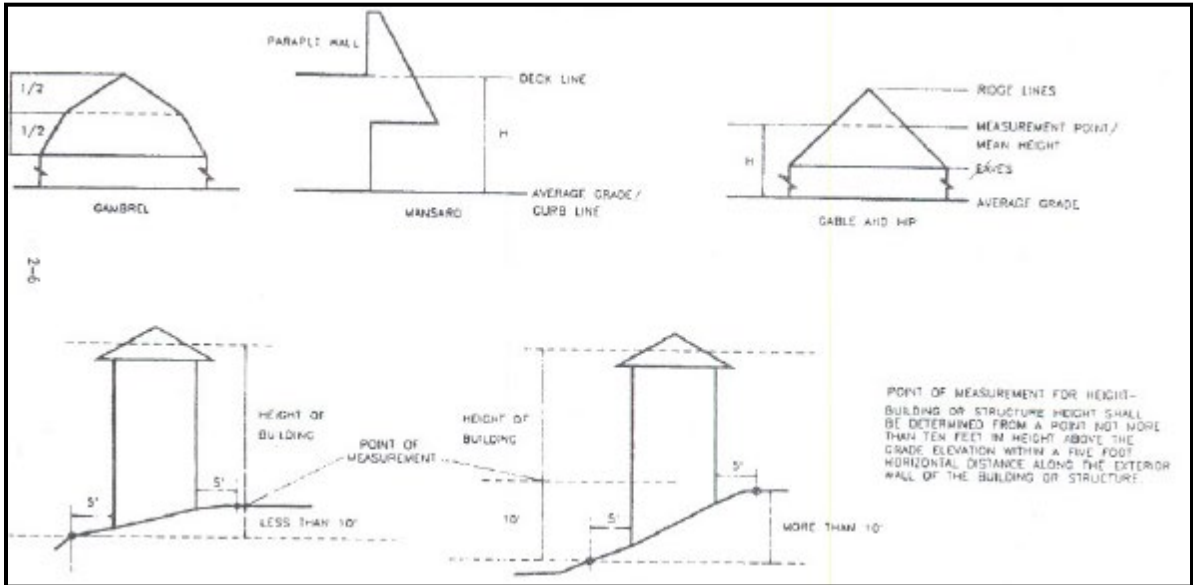 PARAPLT WALL
DECK LINE
1/2
1/2
H
AVERAGE GRADE/
CURB LINE
GAMBREL
MANSARD
RIDGE LINES
MEASUREMENT POINT/
MEAN HEIGHT
H
EAVES
AVERAGE GRADE
GABLE AND HIP
2-6
HEIGHT OF
BUILDING
POINT OF
MEASUREMENT
5'
5'
LESS THAN 10'
HEIGHT OF
BUILDING
10'
5'
5'
MORE THAN 10'
POINT OF MEASUREMENT FOR HEIGHT-
BUILDING OR STRUCTURE HEIGHT SHALL
BE DETERMINED FROM A POINT NOT MORE
THAN TEN FEET IN HEIGHT ABOVE THE
GRADE ELEVATION WITHIN A FIVE FOOT
HORIZONTAL DISTANCE ALONG THE EXTERIOR
WALL OF THE BUILDING OR STRUCTURE.